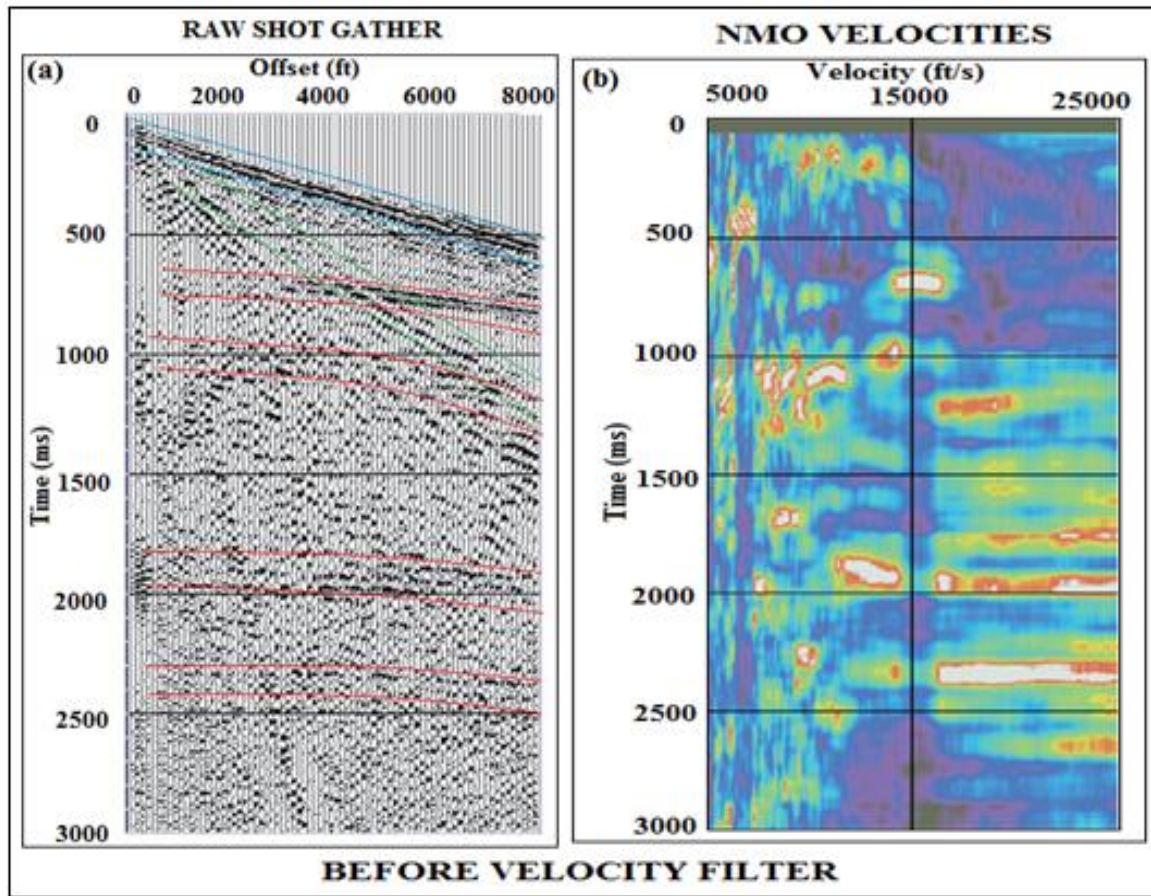 RAW SHOT GATHER
(a)
Offset (ft)
0 2000 4000 6000 8000
0
500
1000
1500
2000
2500
3000
Time (ms)
NMO VELOCITIES
(b)
Velocity (ft/s)
5000 15000 25000
0
500
1000
1500
2000
2500
3000
Time (ms)
BEFORE VELOCITY FILTER